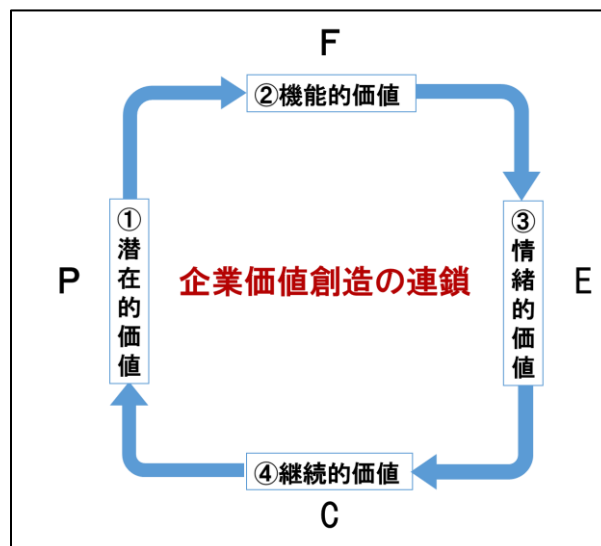 F
②機能的価値
①潜在的価値
P
企業価値創造の連鎖
③情緒的価値
E
④継続的価値
C